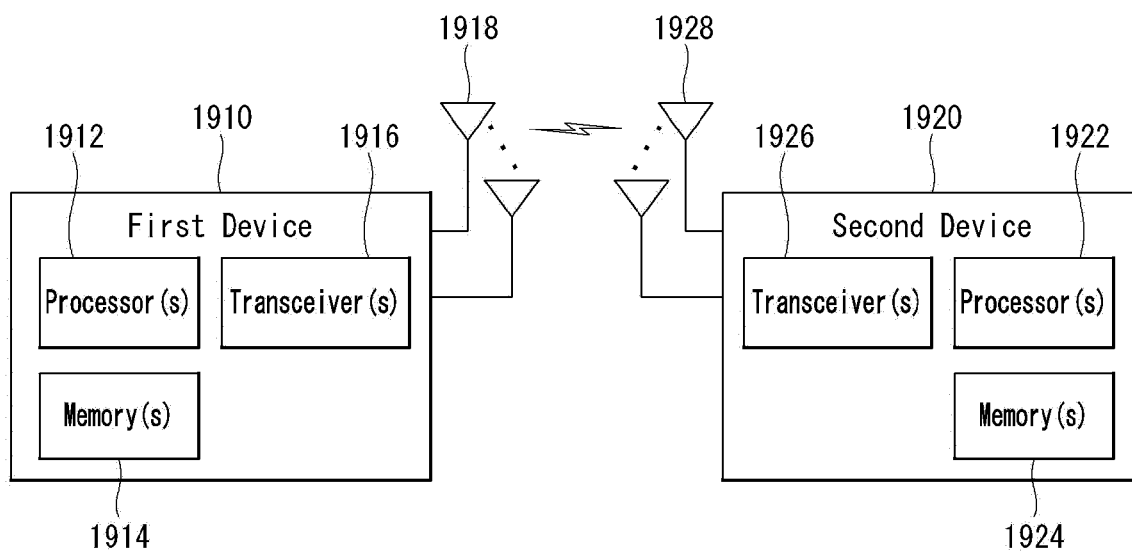 1918
1928
1910
1920
1912
1916
1926
1922
First Device
Second Device
Processor(s)
Transceiver(s)
Transceiver(s)
Processor(s)
Memory(s)
Memory(s)
1914
1924